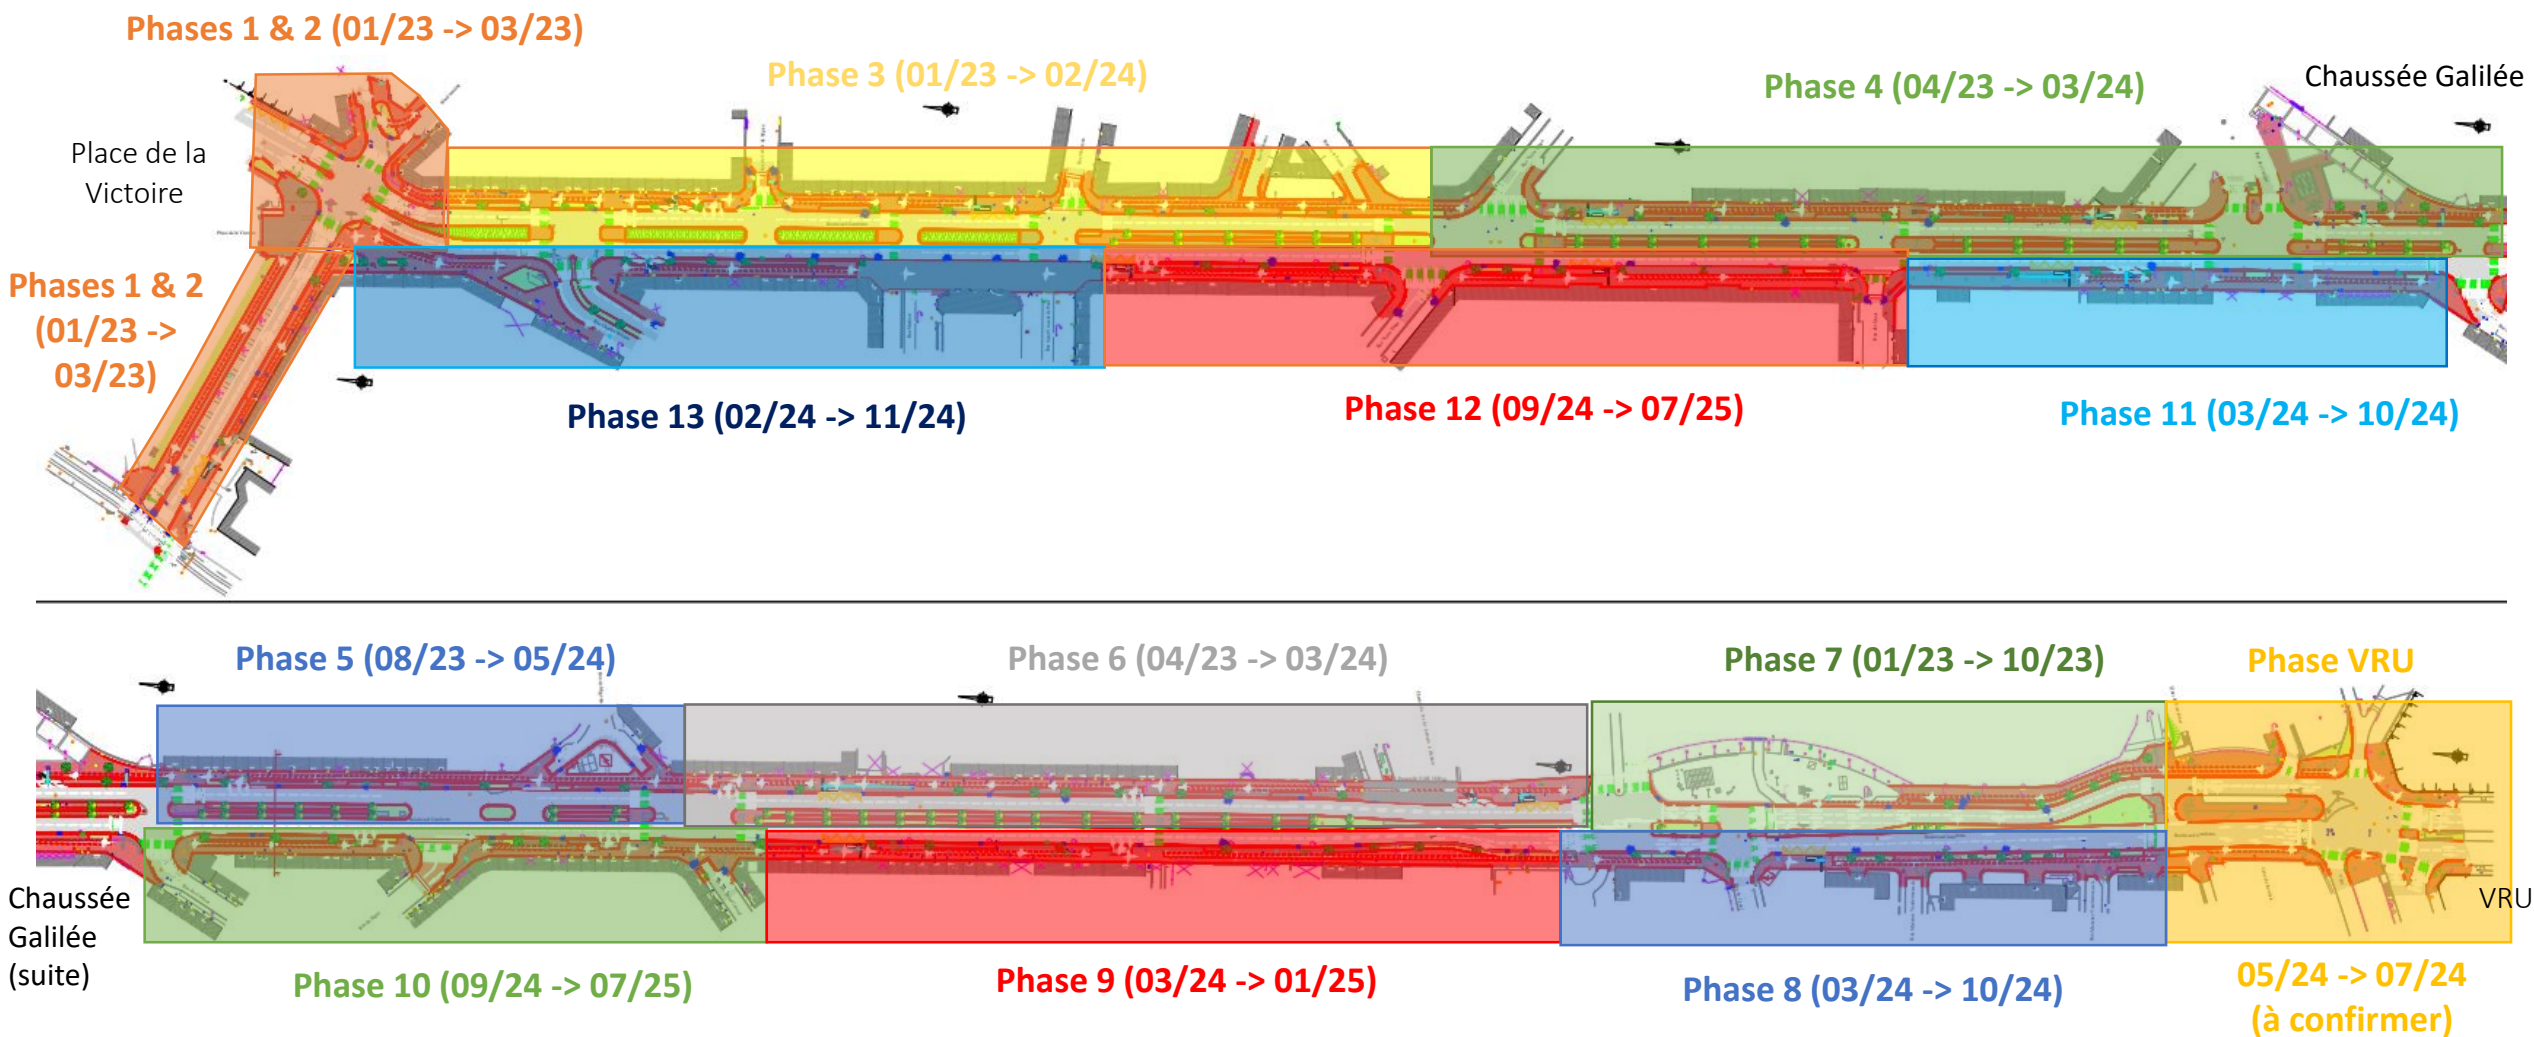 Phases 1 & 2 (01/23 -> 03/23)
Phase 3 (01/23 -> 02/24)
Phase 4 (04/23 -> 03/24)
Chaussée Galilée
Place de la
Victoire
Phases 1 & 2
(01/23 ->
03/23)
Phase 13 (02/24 -> 11/24)
Phase 12 (09/24 -> 07/25)
Phase 11 (03/24 -> 10/24)
Phase 5 (08/23 -> 05/24)
Phase 6 (04/23 -> 03/24)
Phase 7 (01/23 -> 10/23)
Phase VRU
Chaussée
Galilée
(suite)
VRU
Phase 10 (09/24 -> 07/25)
Phase 9 (03/24 -> 01/25)
Phase 8 (03/24 -> 10/24)
05/24 -> 07/24
(à confirmer)